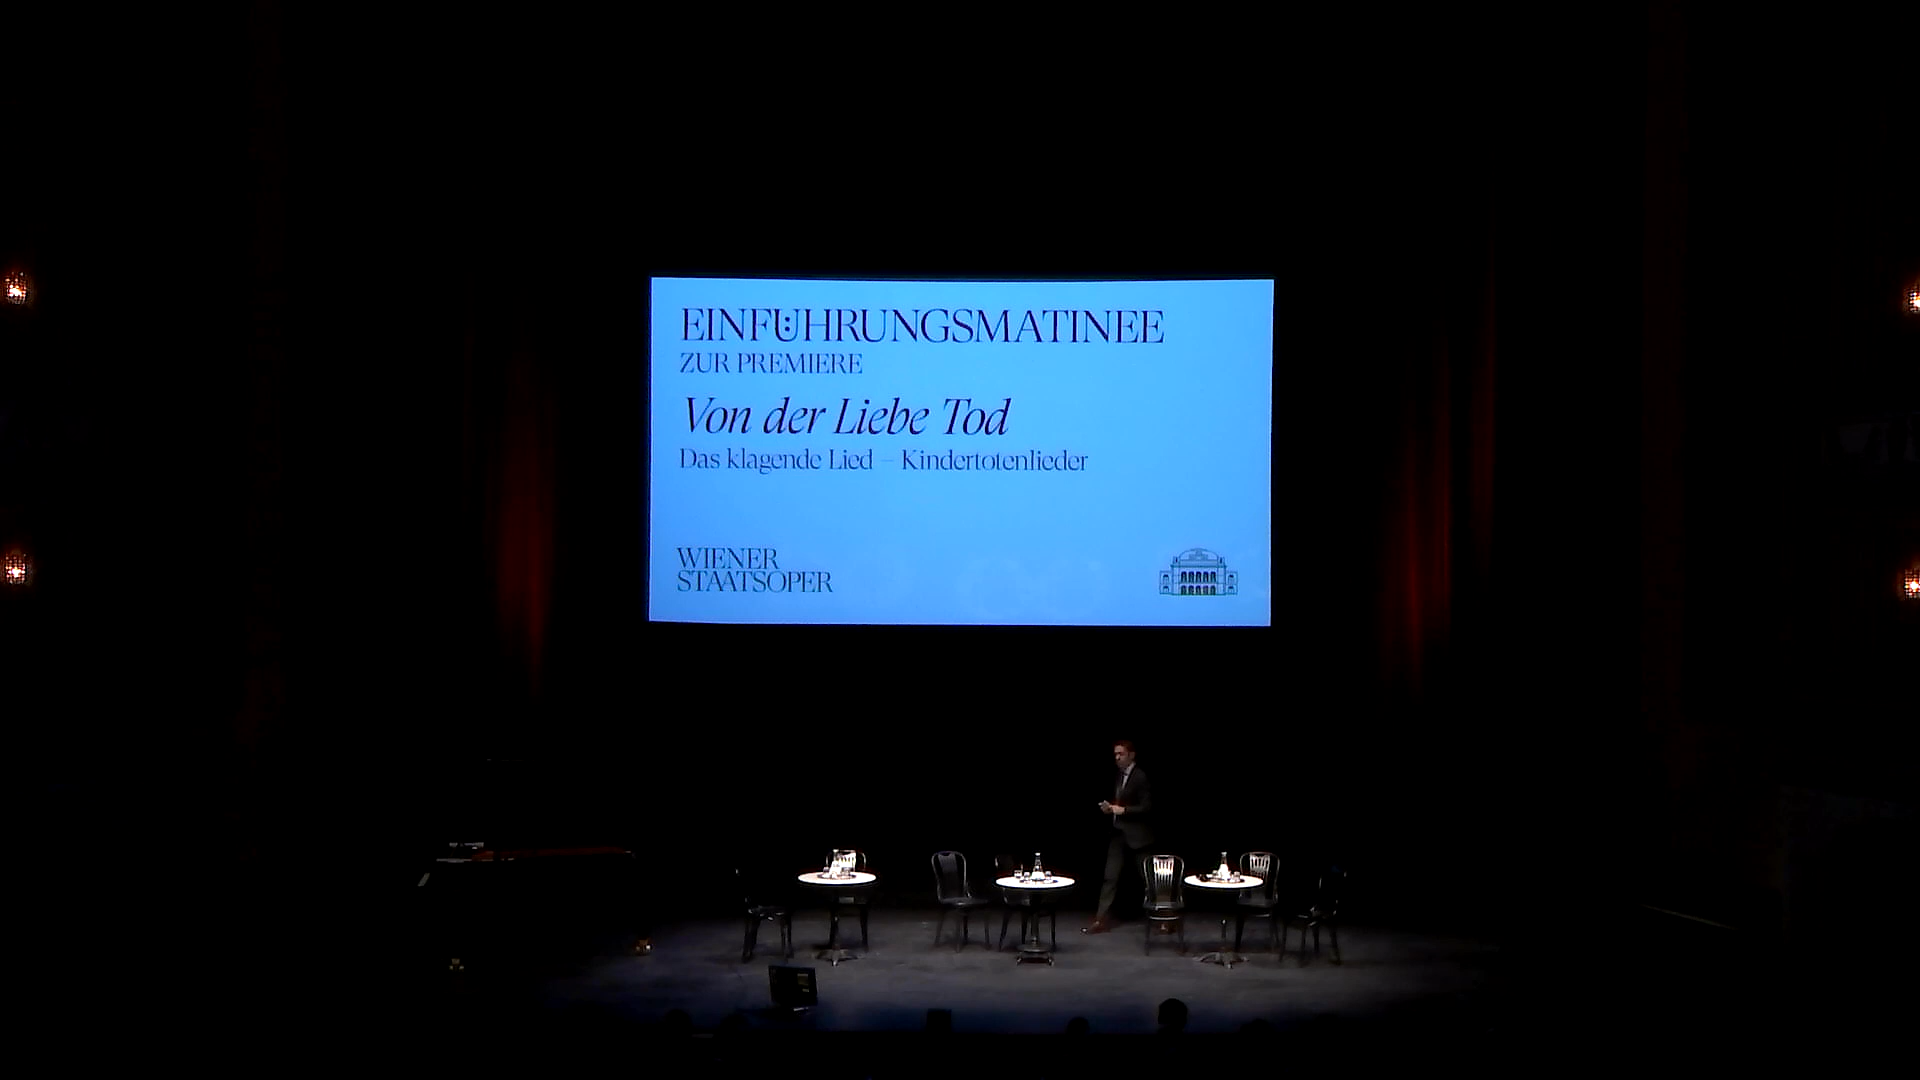 EINFÜHRUNGSMATINEE
ZUR PREMIERE
Von der Liebe Tod
Das klagende Lied – Kindertotenlieder
WIENER
STAATSOPER